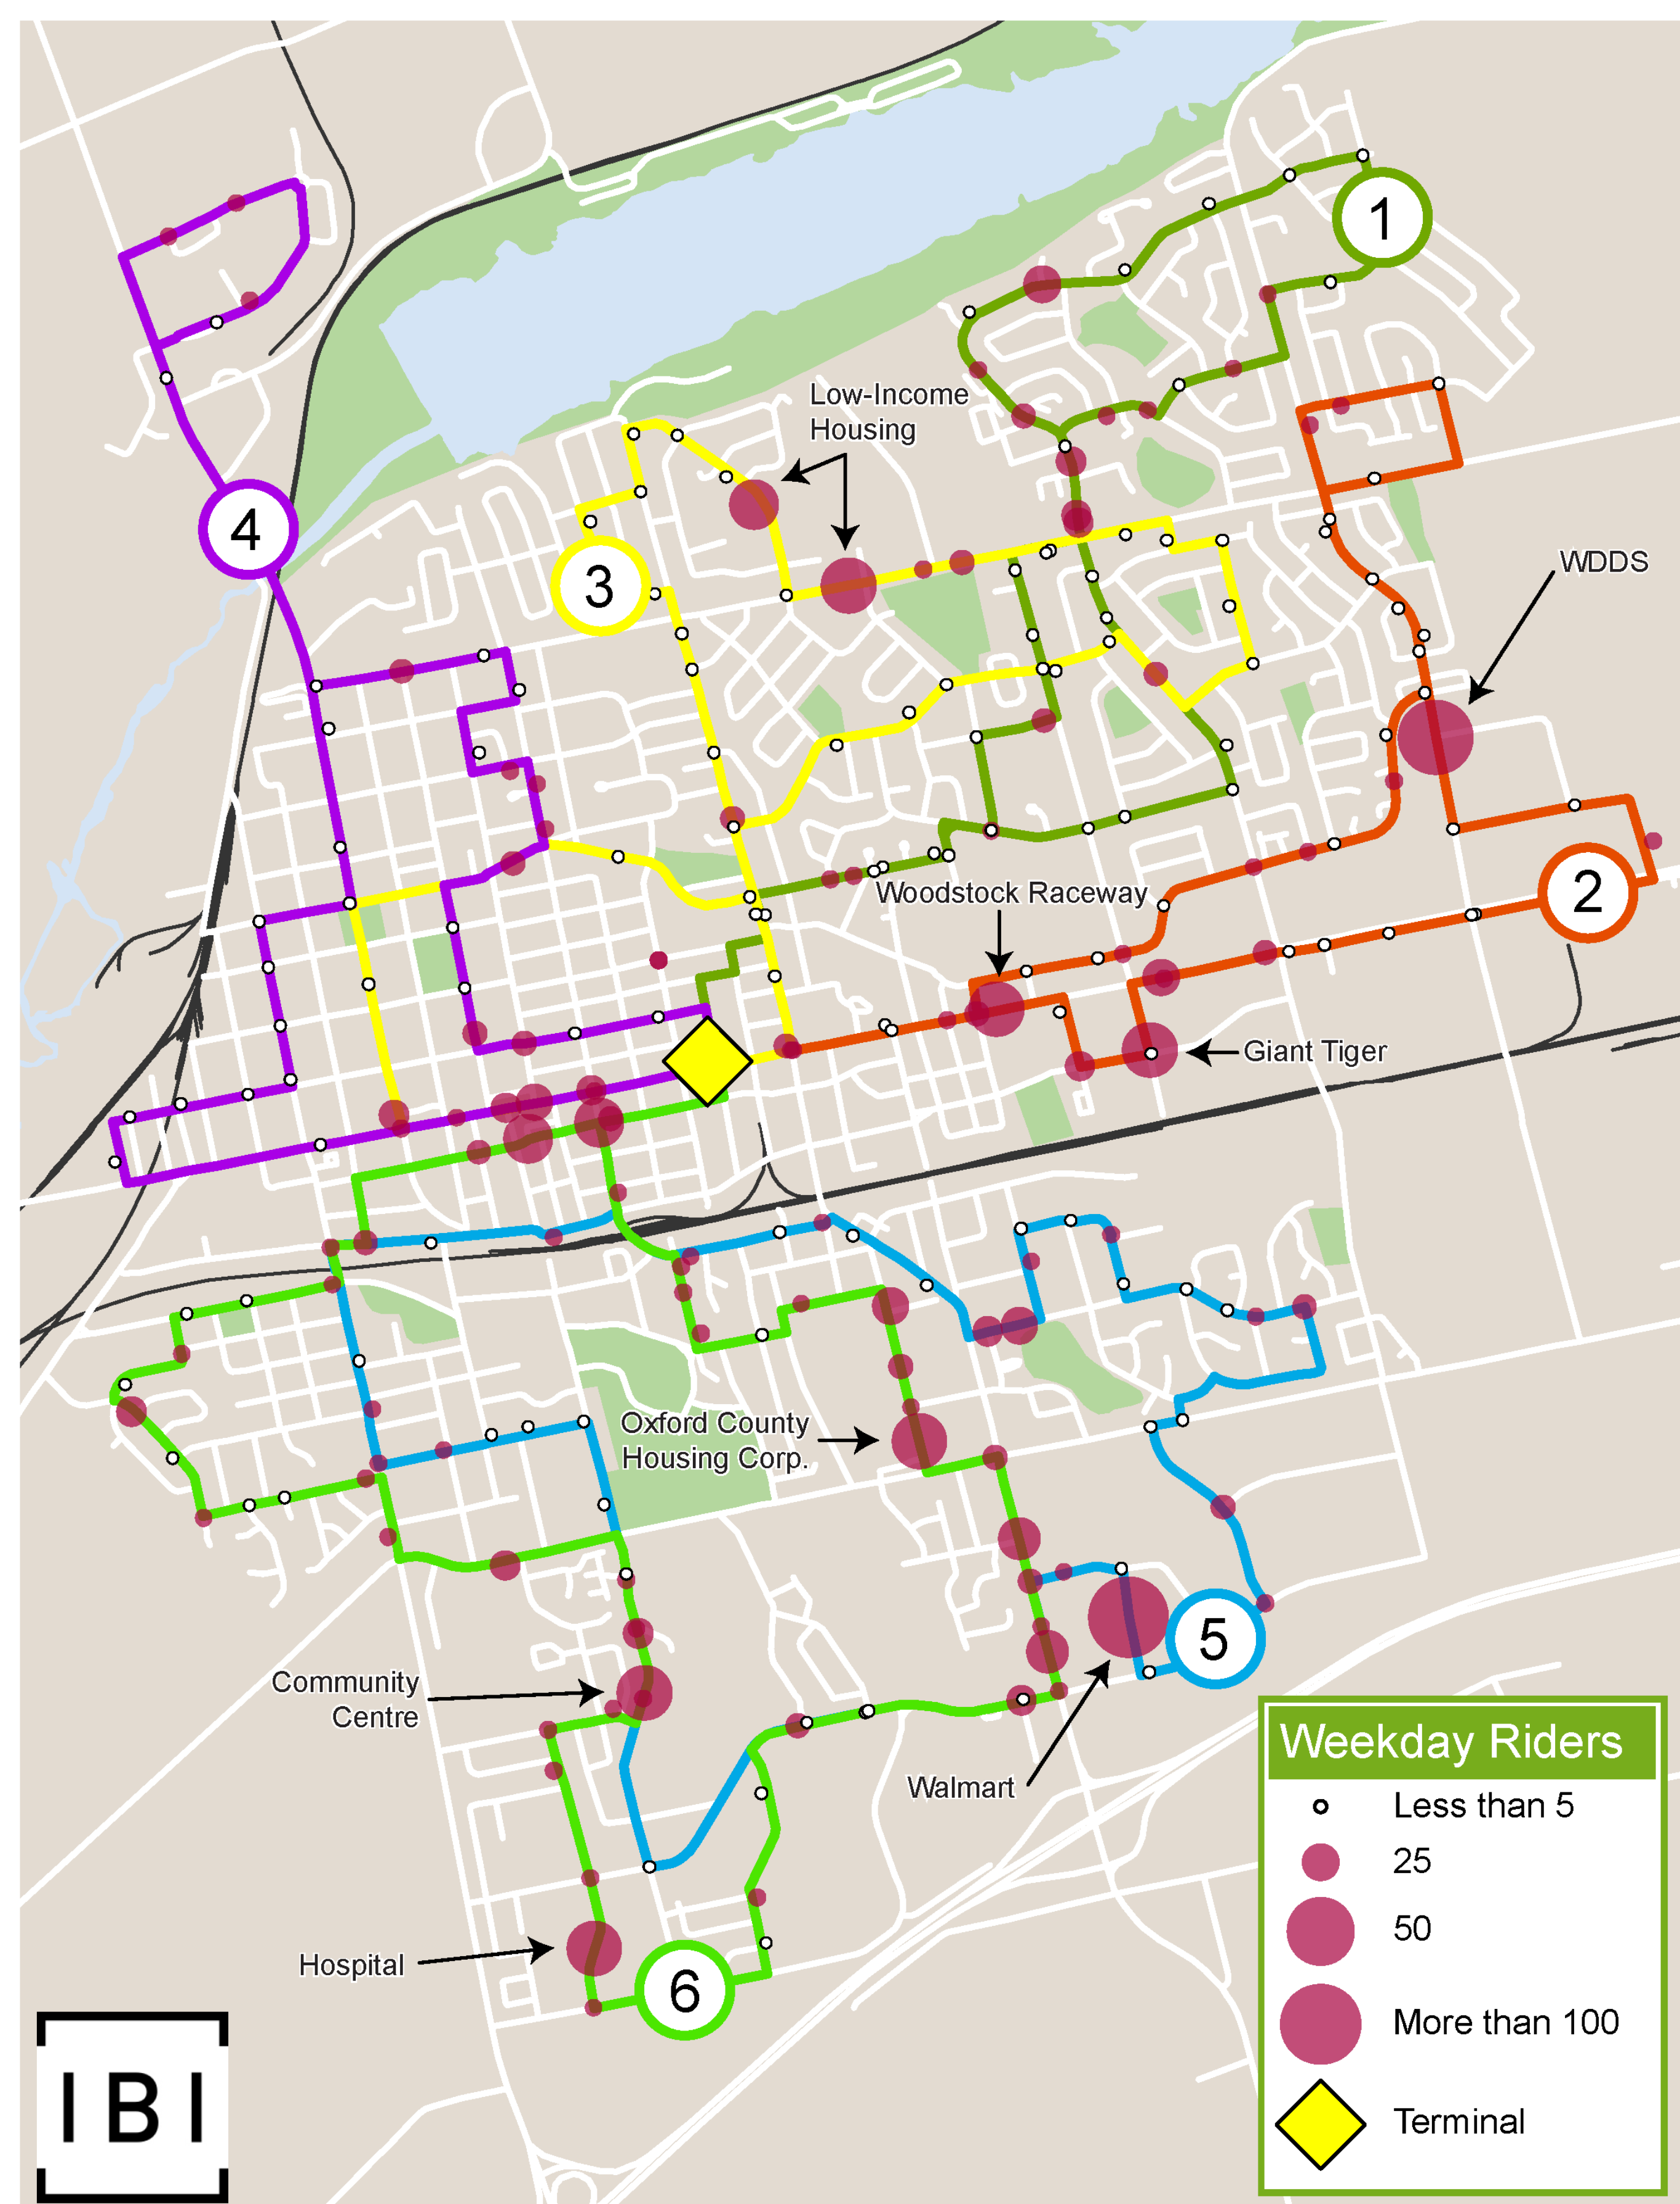 1
Low-Income
Housing
4
WDDS
3
Woodstock Raceway
2
Giant Tiger
Oxford County
Housing Corp.
5
Community
Centre
Walmart
Hospital
6
Weekday Riders
Less than 5
25
50
More than 100
Terminal
IBI